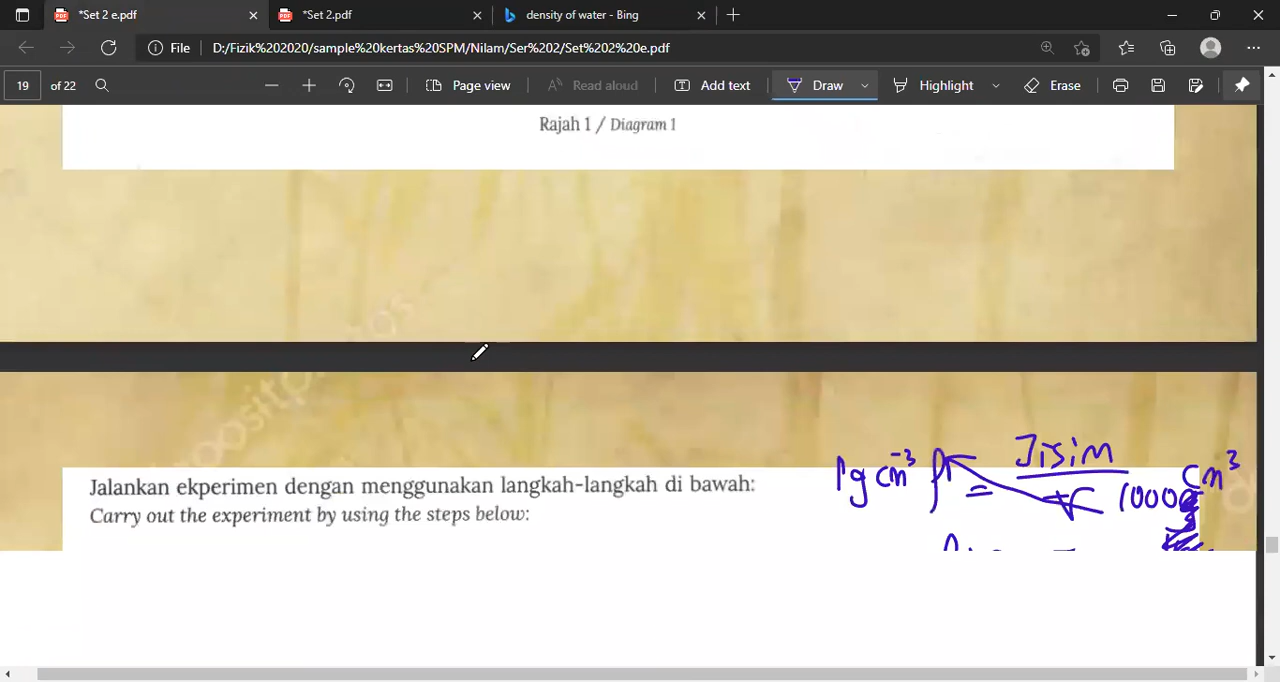 *Set 2 e.pdf
*Set 2.pdf
density of water - Bing
File
D:/Fizik%202020/sample%20kertas%20SPM/Nilam/Ser%202/Set%202%20e.pdf
19 of 22
Page view
Read aloud
Add text
Draw
Highlight
Erase
Rajah 1 / Diagram 1
Jisim
1g cm⁻³ ρ = 1000 cm³
Jalankan ekperimen dengan menggunakan langkah-langkah di bawah:
Carry out the experiment by using the steps below: